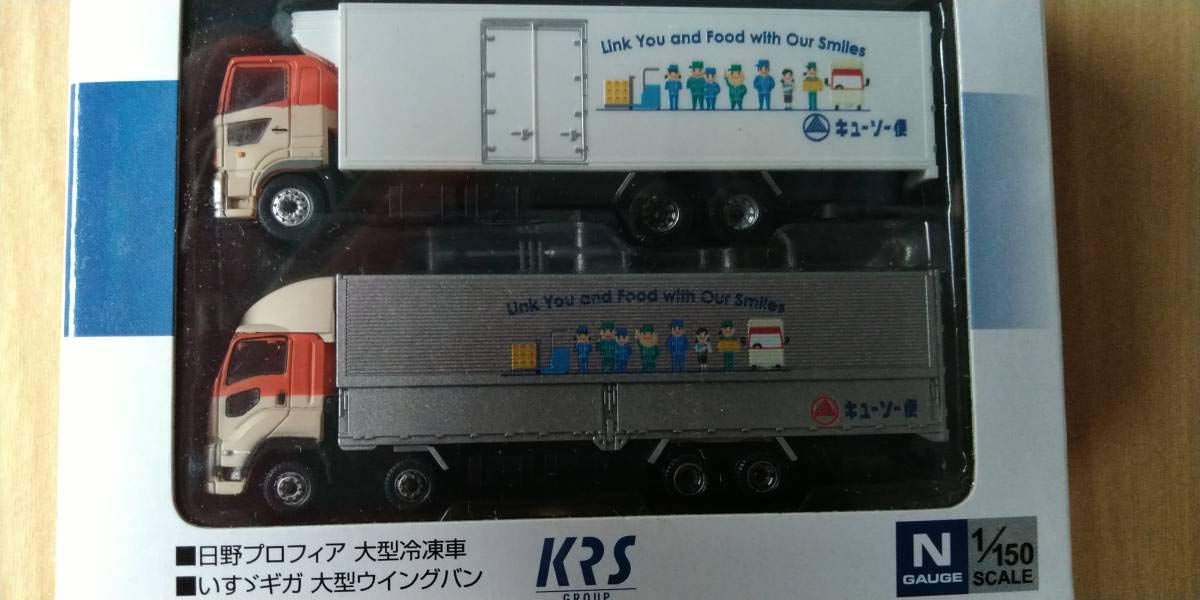 Link You and Food with Our Smiles
キユーソー便
Link You and Food with Our Smiles
キユーソー便
■日野プロフィア 大型冷凍車
■いすゞギガ 大型ウイングバン
KRS
GROUP
N
GAUGE
1/150
SCALE